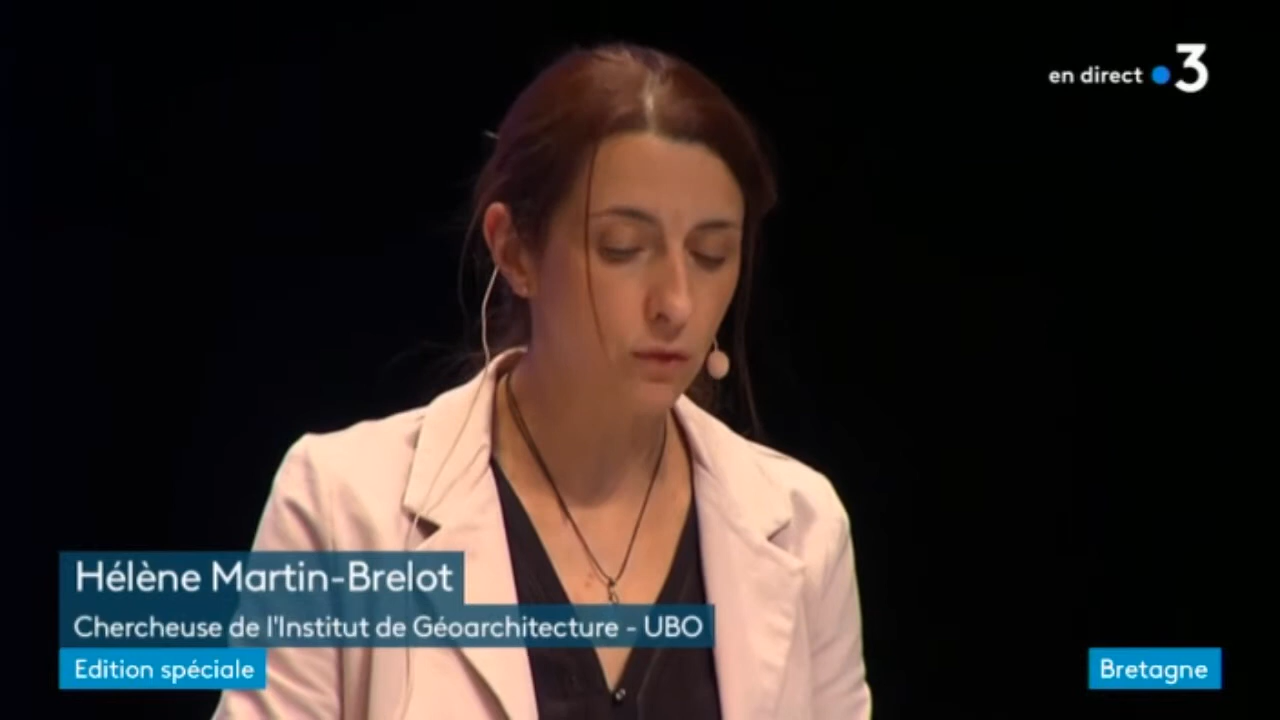 en direct 3
Hélène Martin-Brelot
Chercheuse de l'Institut de Géoarchitecture - UBO
Edition spéciale
Bretagne